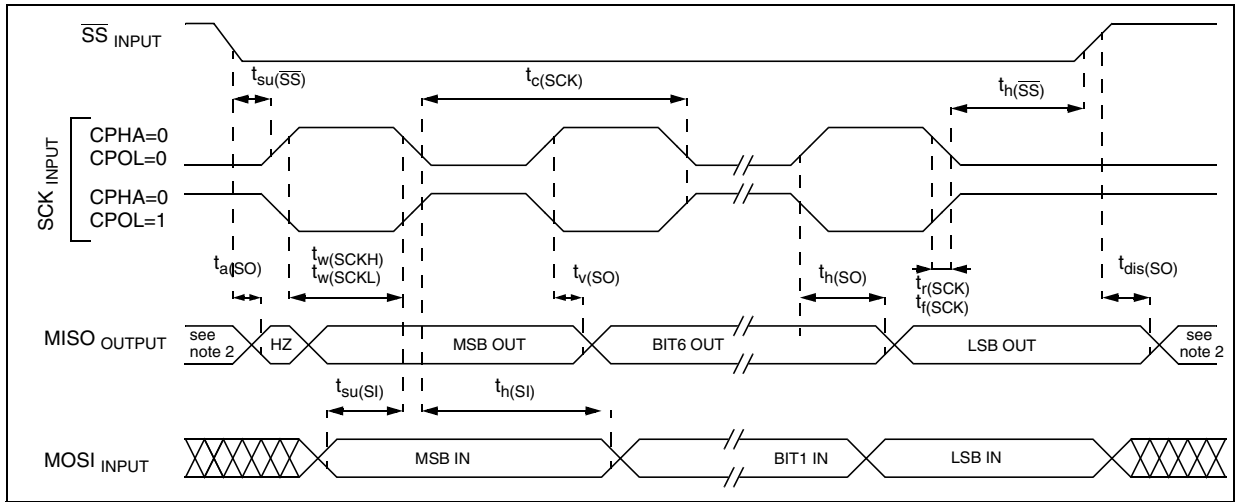 SS INPUT
tsu(SS)
tc(SCK)
th(SS)
SCK INPUT
CPHA=0
CPOL=0
CPHA=0
CPOL=1
ta(SO)
tw(SCKH)
tw(SCKL)
tv(SO)
th(SO)
tr(SCK)
tf(SCK)
tdis(SO)
MISO OUTPUT
see
note 2
HZ
MSB OUT
BIT6 OUT
LSB OUT
see
note 2
tsu(SI)
th(SI)
MOSI INPUT
MSB IN
BIT1 IN
LSB IN